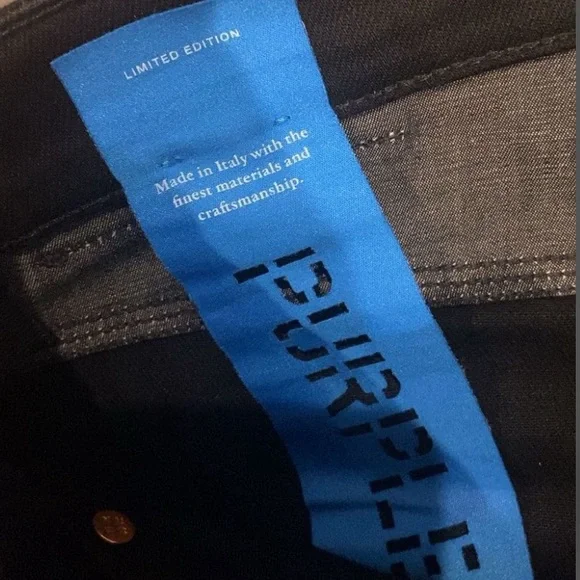 LIMITED EDITION
Made in Italy with the
finest materials and
craftsmanship.
PURPLE